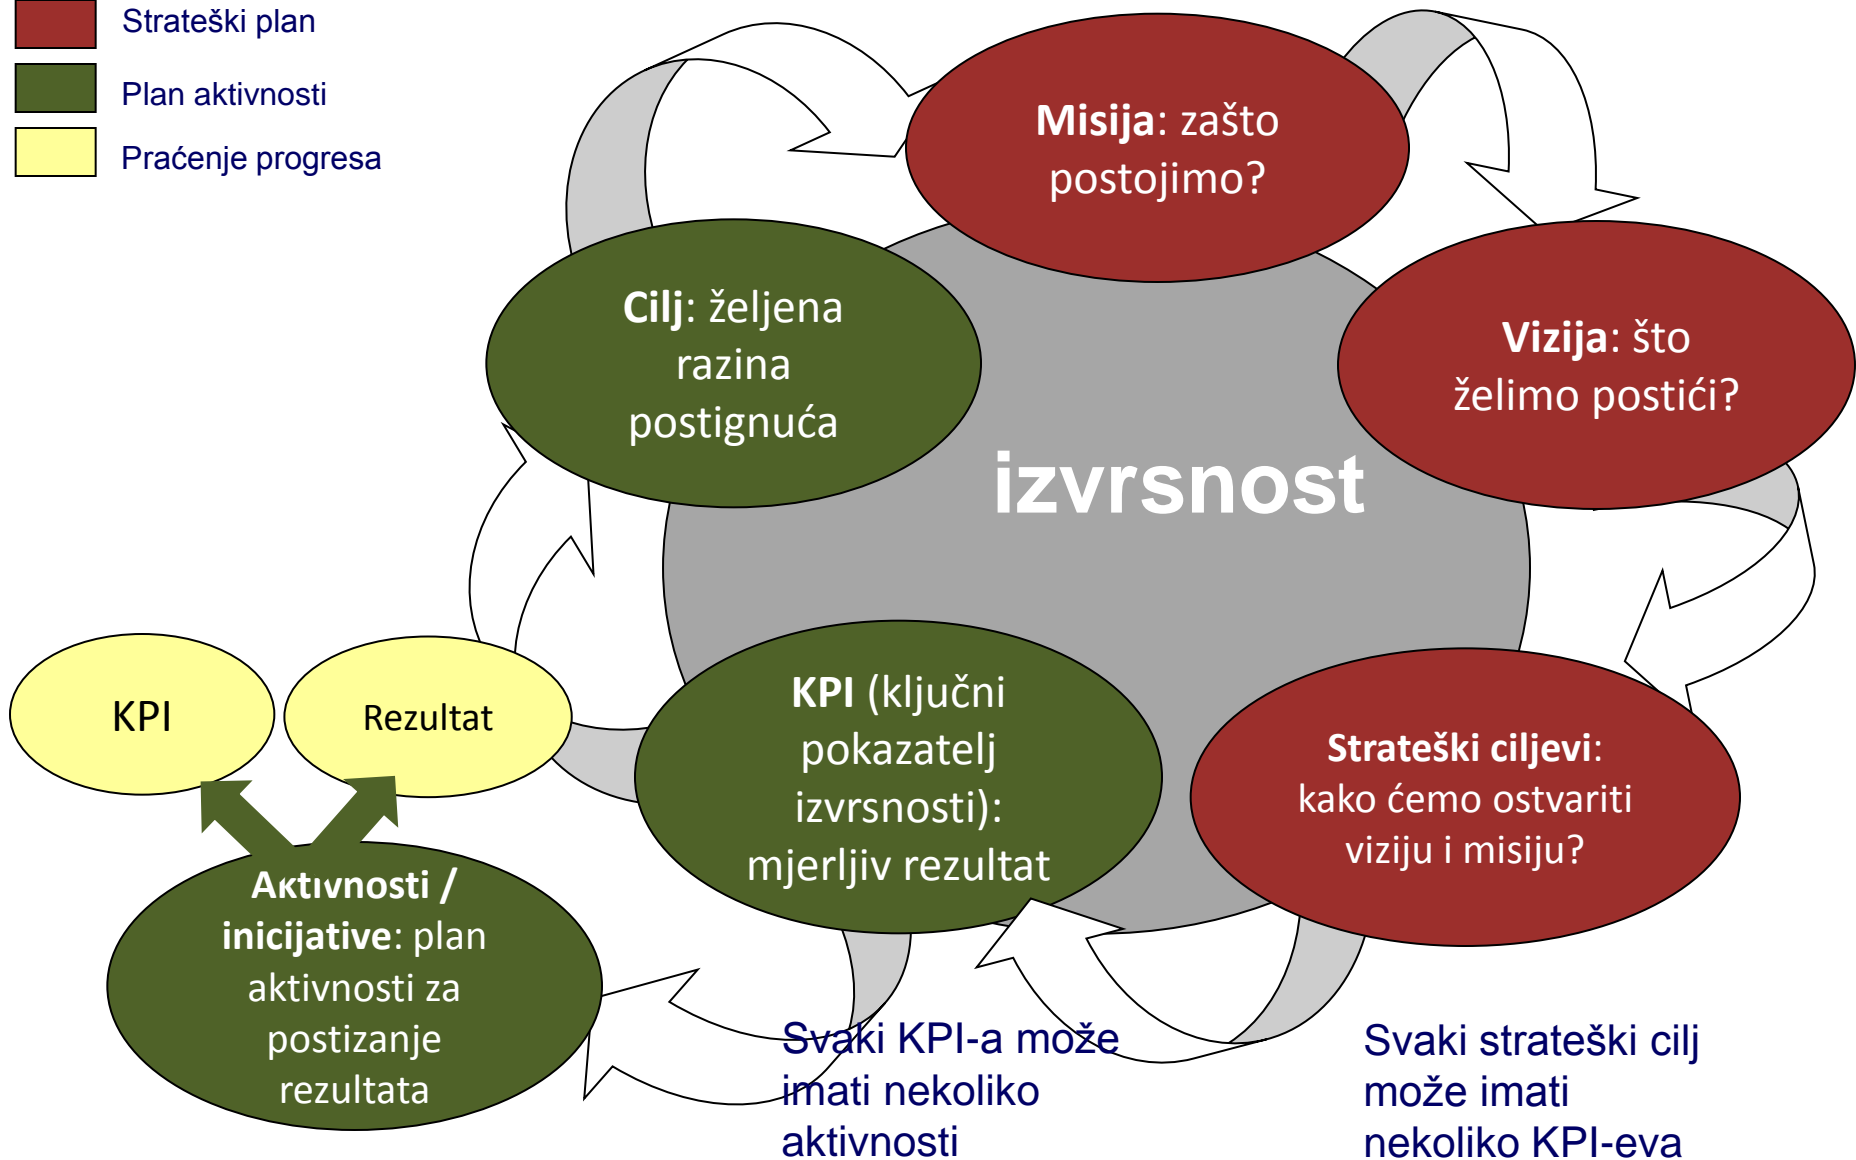 Strateški plan
Plan aktivnosti
Praćenje progresa
Misija: zašto
postojimo?
Cilj: željena
razina
postignuća
Vizija: što
želimo postići?
izvrsnost
KPI
Rezultat
KPI (ključni
pokazatelj
izvrsnosti):
mjerljiv rezultat
Strateški ciljevi:
kako ćemo ostvariti
viziju i misiju?
Aktivnosti /
inicijative: plan
aktivnosti za
postizanje
rezultata
Svaki KPI-a može
imati nekoliko
aktivnosti
Svaki strateški cilj
može imati
nekoliko KPI-eva